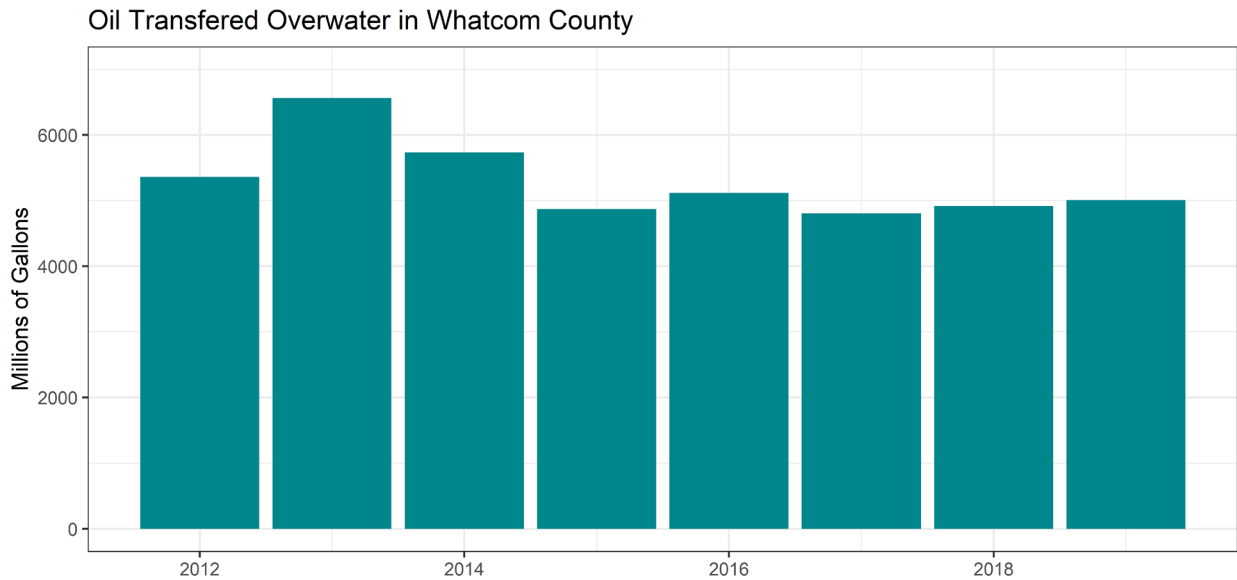 Oil Transfered Overwater in Whatcom County
Millions of Gallons
6000
4000
2000
0
2012 2014 2016 2018